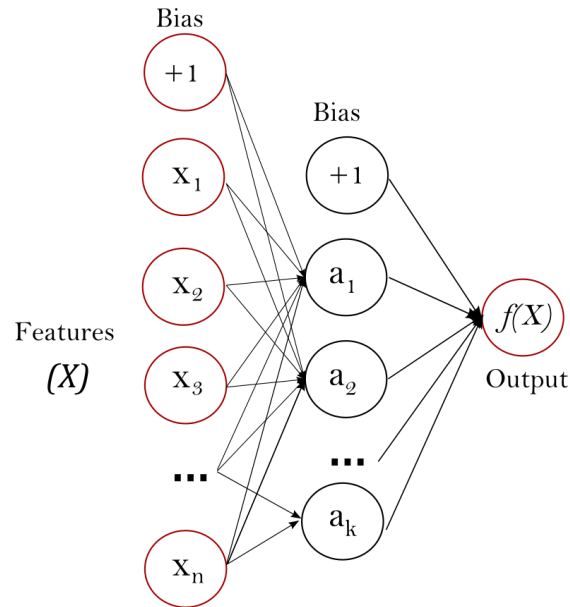 Bias
+1
x₁
x₂
x₃
...
xₙ
Features
(X)
Bias
+1
a₁
a₂
...
aₖ
f(X)
Output